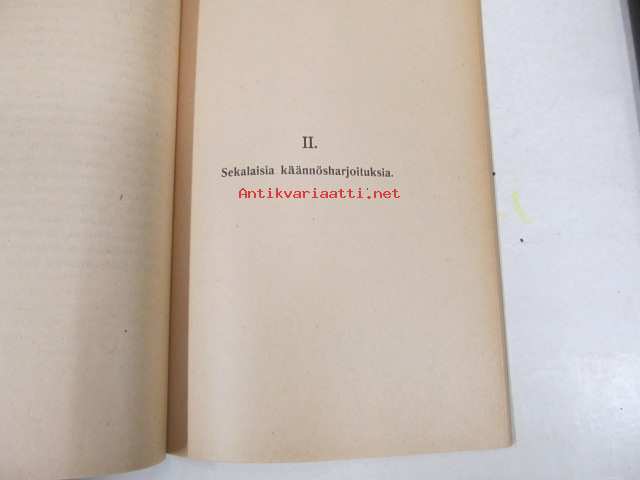 II.
Sekalaisia käännösharjoituksia.
Antikvariaatti.net